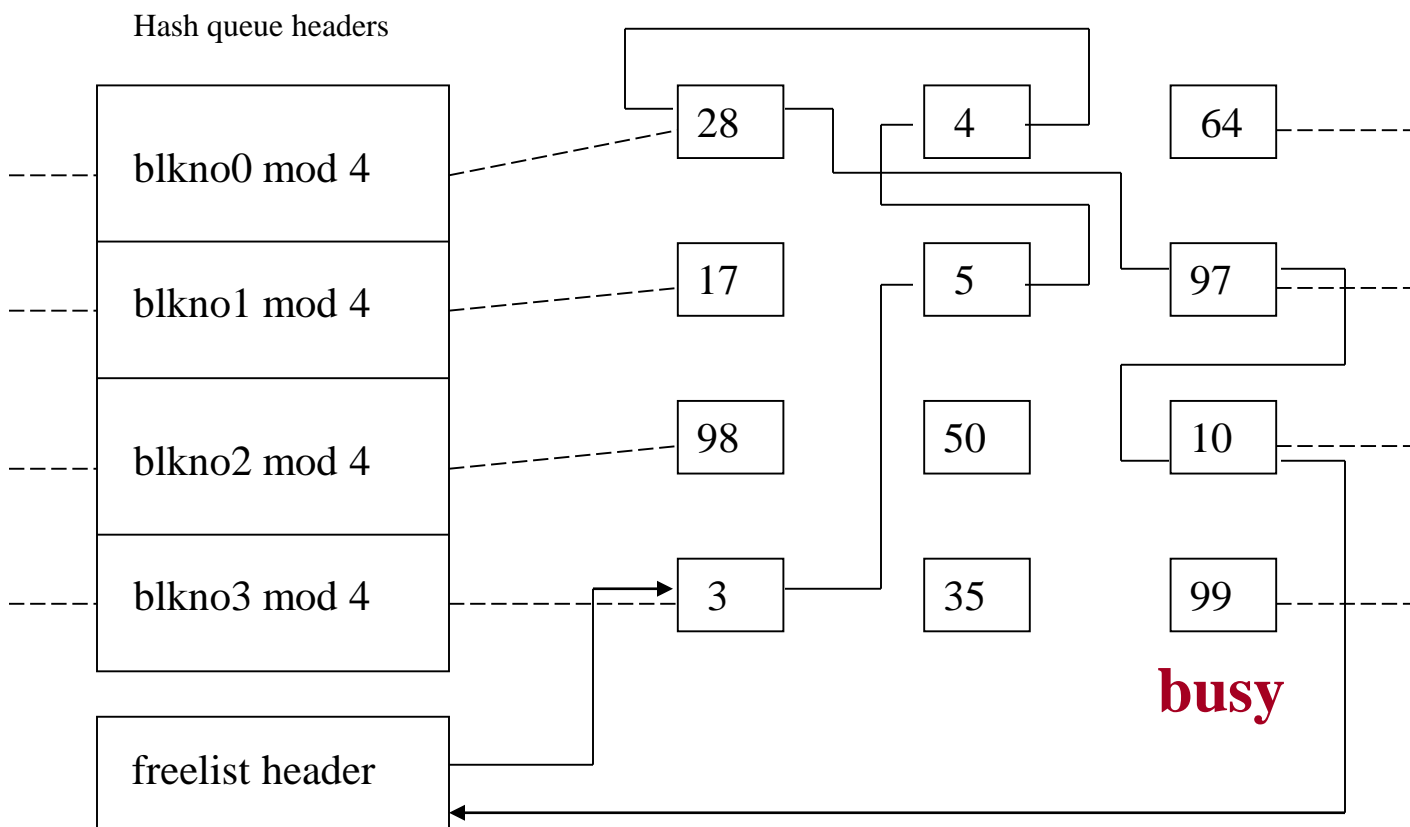 Hash queue headers
28 4 64
blkno0 mod 4
17 5 97
blkno1 mod 4
98 50 10
blkno2 mod 4
3 35 99
blkno3 mod 4
busy
freelist header